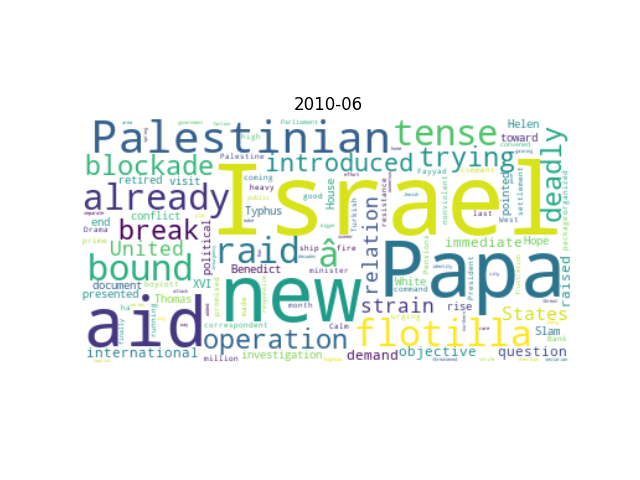 2010-06
Palestinian
tense
Helen
toward
blockade
introduced
trying
deadly
Israel
already
retired visit
Typhus
House
conflict
end
Drama
break
political
relation
resistance
Turkish
nonviolent
settlement
pointed
West
last
package
organized
United
raid
â
immediate
Hope
prime
bound
XVI
Benedict
ship
fire
minister
White
Papa
President
raised
document
boycott
presented
Thomas
promised
new
month
strain
rise
States
aid
running
finally
correspondent
Calm
urging
flotilla
Slam
Bank
operation
international
million
investigation
demand
objective
question
high
Palestine
coming
heavy
public
good
Parliament
Fayyad
comment
command
Pensions
made
ha